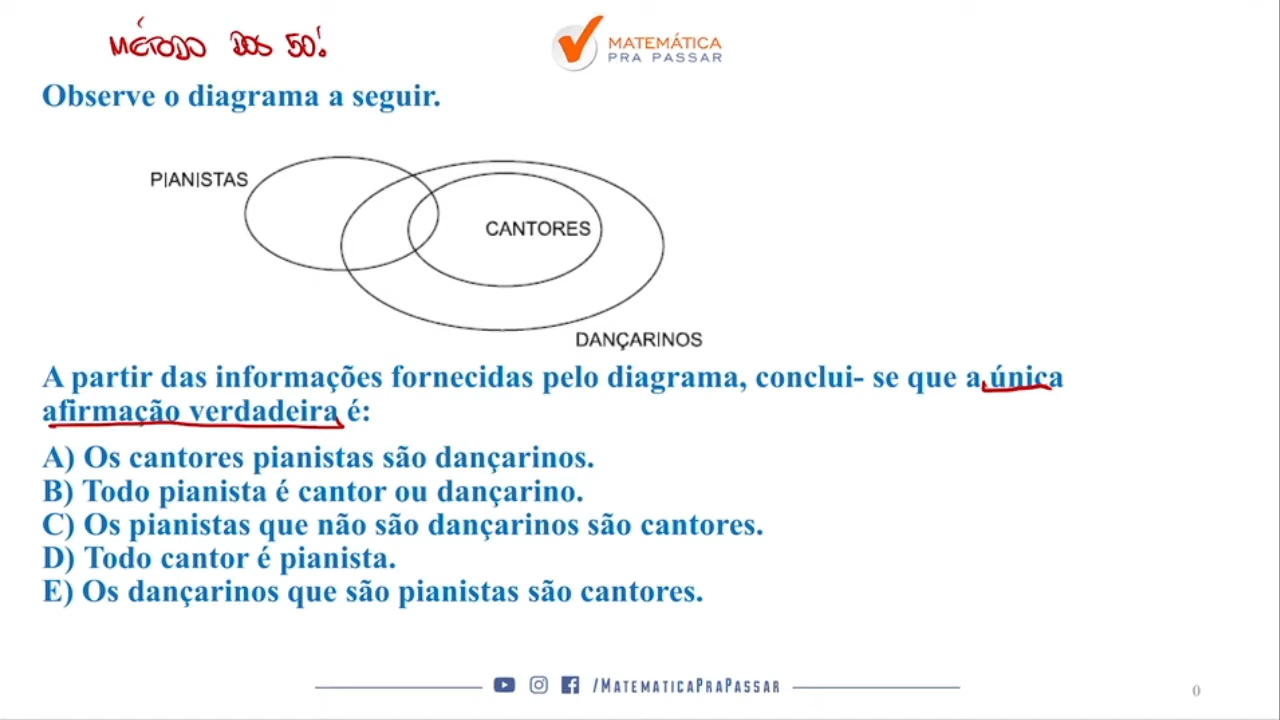 MÉTODO DOS 50!
MATEMÁTICA
PRA PASSAR
Observe o diagrama a seguir.
PIANISTAS
CANTORES
DANÇARINOS
A partir das informações fornecidas pelo diagrama, conclui- se que a única
afirmação verdadeira é:
A) Os cantores pianistas são dançarinos.
B) Todo pianista é cantor ou dançarino.
C) Os pianistas que não são dançarinos são cantores.
D) Todo cantor é pianista.
E) Os dançarinos que são pianistas são cantores.
/MATEMATICAPRAPASSAR
0